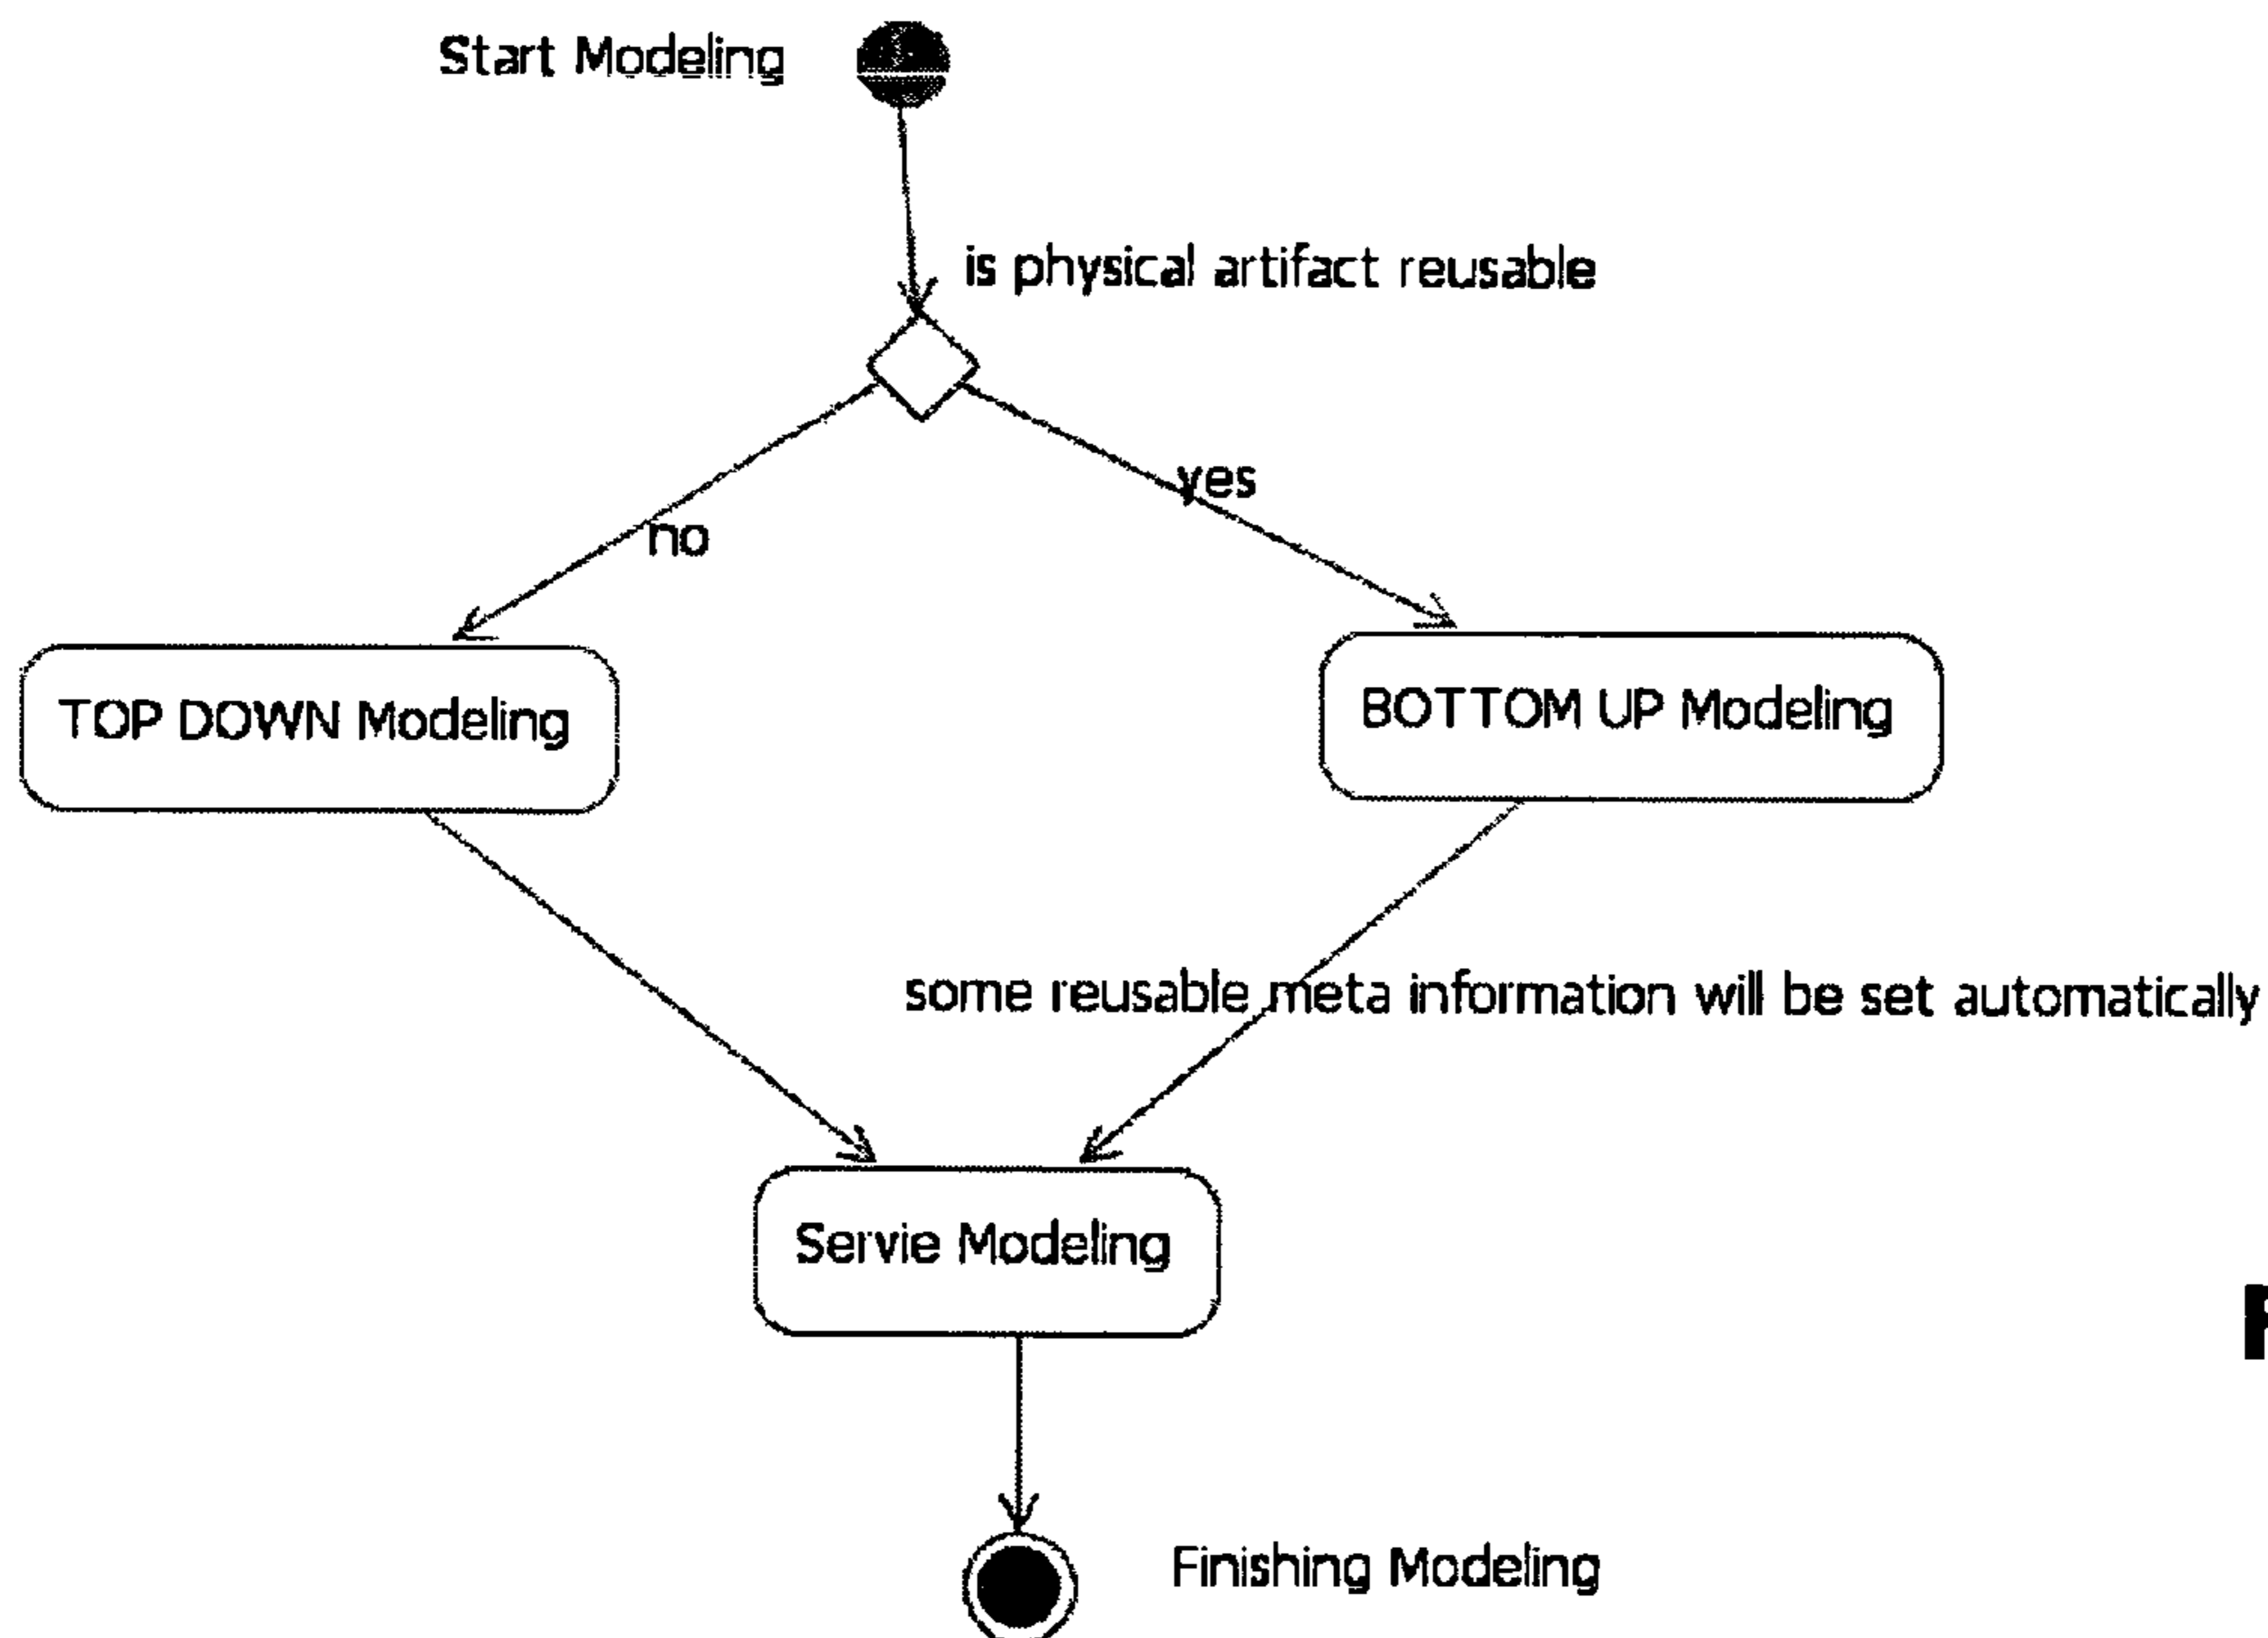 Start Modeling
is physical artifact reusable
yes
no
TOP DOWN Modeling
BOTTOM UP Modeling
some reusable meta information will be set automatically
Servie Modeling
Finishing Modeling